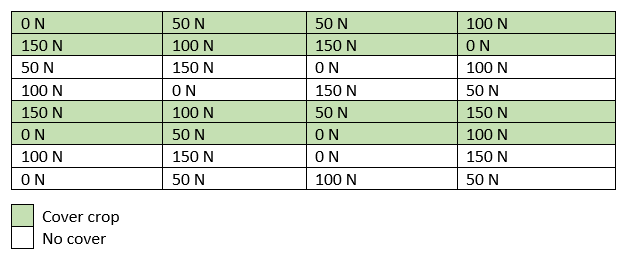 0 N 50 N 50 N 100 N
150 N 100 N 150 N 0 N
50 N 150 N 0 N 100 N
100 N 0 N 150 N 50 N
150 N 100 N 50 N 150 N
0 N 50 N 0 N 100 N
100 N 150 N 0 N 150 N
0 N 50 N 100 N 50 N
Cover crop
No cover